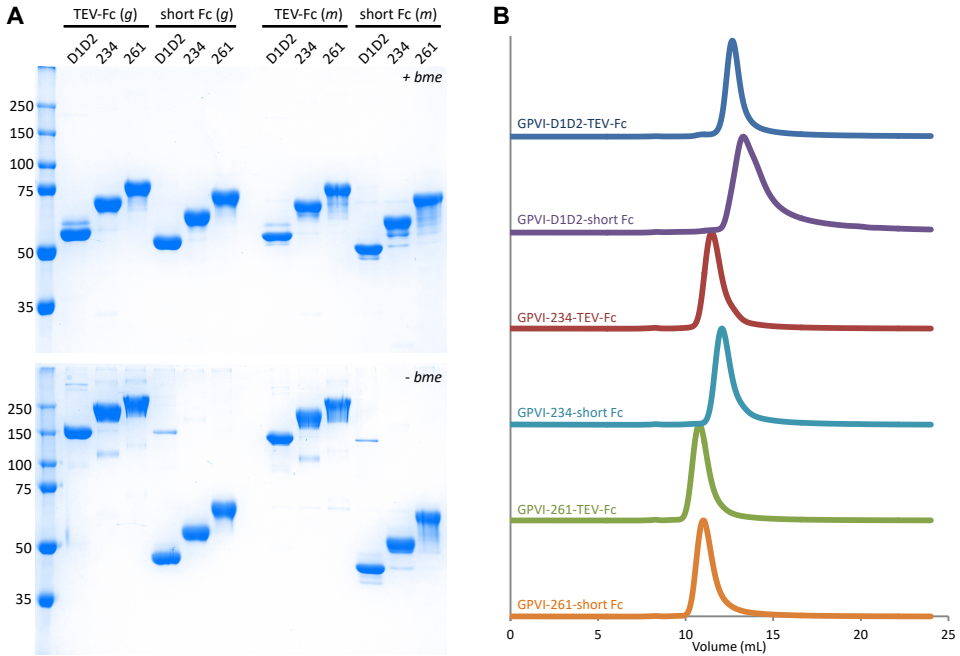 A
TEV-Fc (g) short Fc (g) TEV-Fc (m) short Fc (m)
D1D2 234 261 D1D2 234 261 D1D2 234 261 D1D2 234 261
+ bme
250
150
100
75
50
35
- bme
250
150
100
75
50
35
B
GPVI-D1D2-TEV-Fc
GPVI-D1D2-short Fc
GPVI-234-TEV-Fc
GPVI-234-short Fc
GPVI-261-TEV-Fc
GPVI-261-short Fc
0 5 10 15 20 25
Volume (mL)